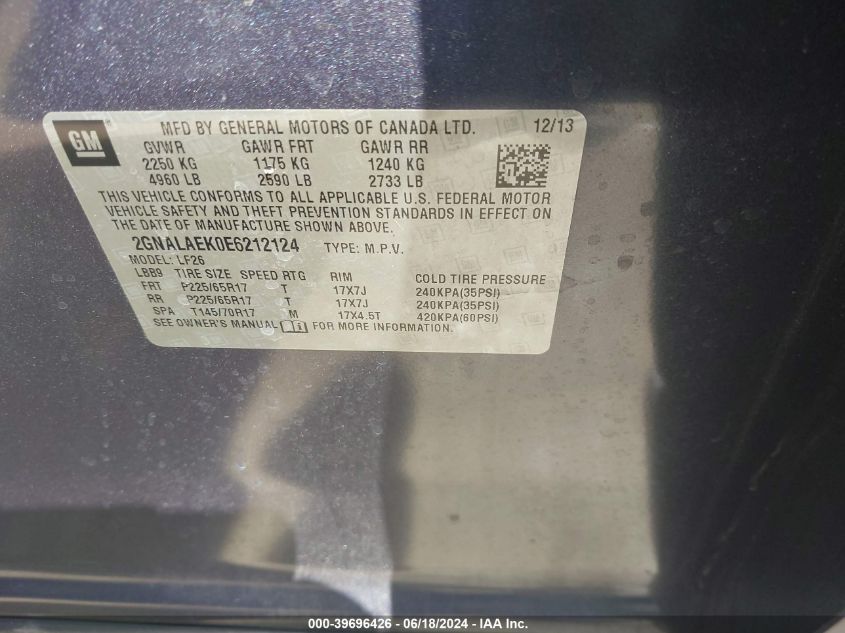 GM
MFD BY GENERAL MOTORS OF CANADA LTD. 12/13
GVWR GAWR FRT GAWR RR
2250 KG 1175 KG 1240 KG
4960 LB 2590 LB 2733 LB
THIS VEHICLE CONFORMS TO ALL APPLICABLE U.S. FEDERAL MOTOR
VEHICLE SAFETY AND THEFT PREVENTION STANDARDS IN EFFECT ON
THE DATE OF MANUFACTURE SHOWN ABOVE.
2GNALAEK0E6212124 TYPE: M.P.V.
MODEL: LF26
LBB9 TIRE SIZE SPEED RTG RIM COLD TIRE PRESSURE
FRT P225/65R17 T 17X7J 240KPA(35PSI)
RR P225/65R17 T 17X7J 240KPA(35PSI)
SPA T145/70R17 M 17X4.5T 420KPA(60PSI)
SEE OWNER'S MANUAL FOR MORE INFORMATION.
000-39696426 - 06/18/2024 - IAA Inc.